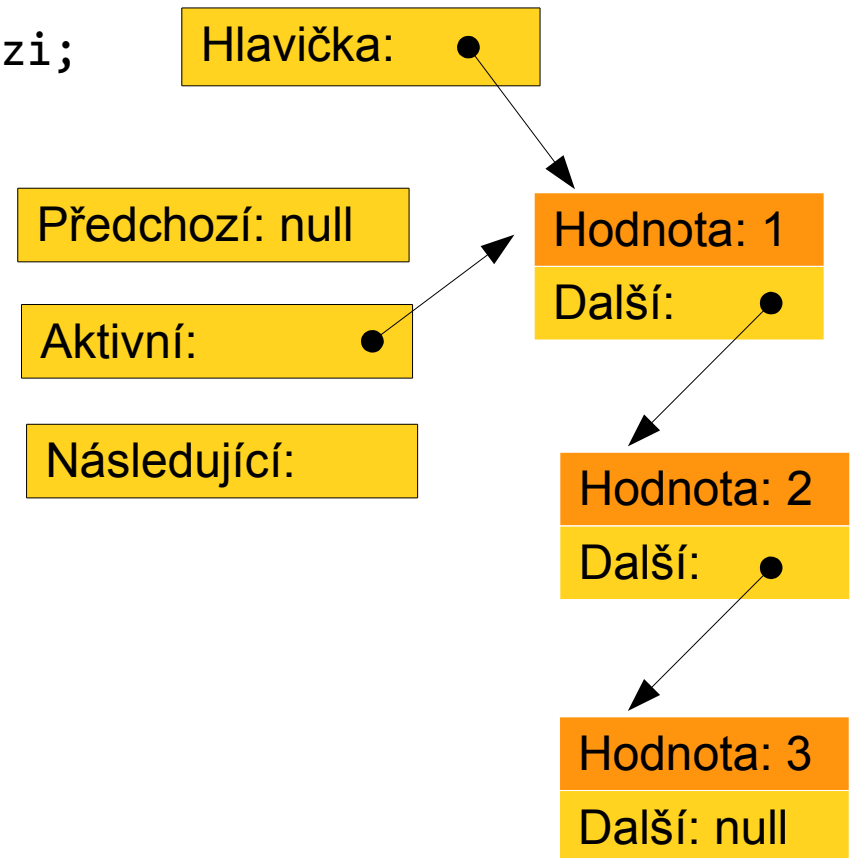 zi;
Hlavička:
Předchozí: null
Aktivní:
Následující:
Hodnota: 1
Další:
Hodnota: 2
Další:
Hodnota: 3
Další: null